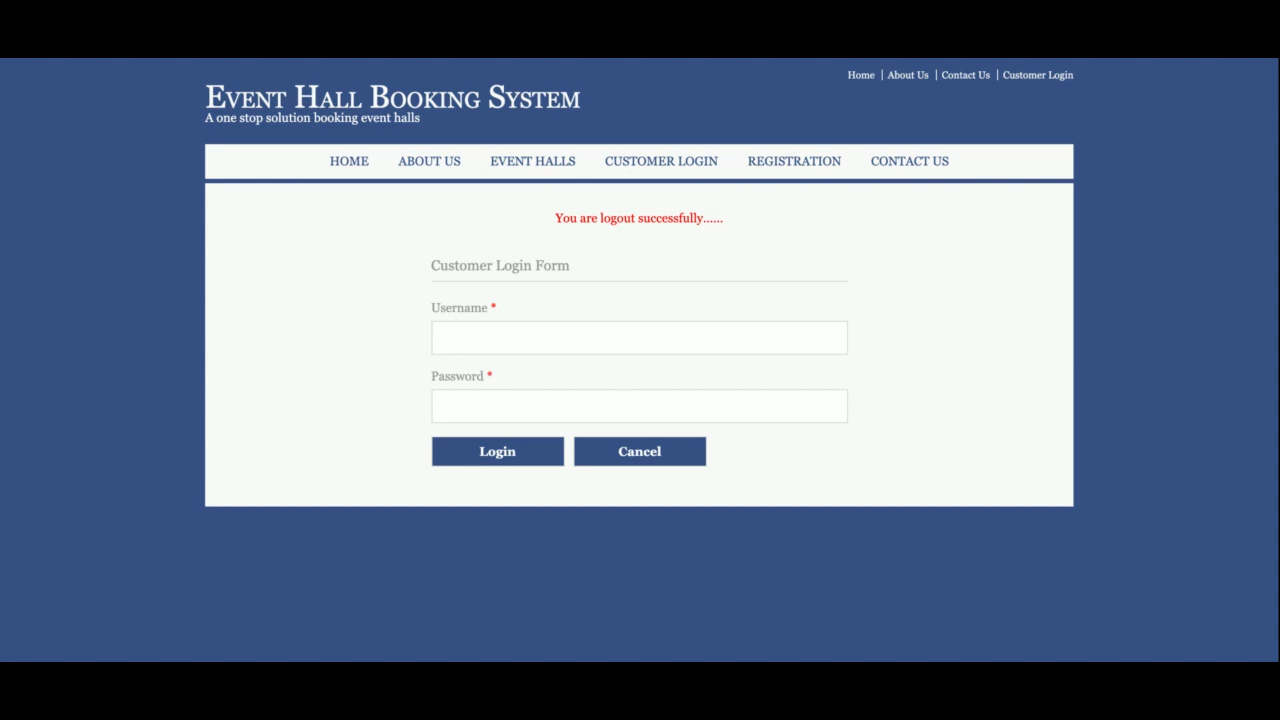 Home | About Us | Contact Us | Customer Login
Event Hall Booking System
A one stop solution booking event halls
HOME ABOUT US EVENT HALLS CUSTOMER LOGIN REGISTRATION CONTACT US
You are logout successfully......
Customer Login Form
Username *
Password *
Login Cancel